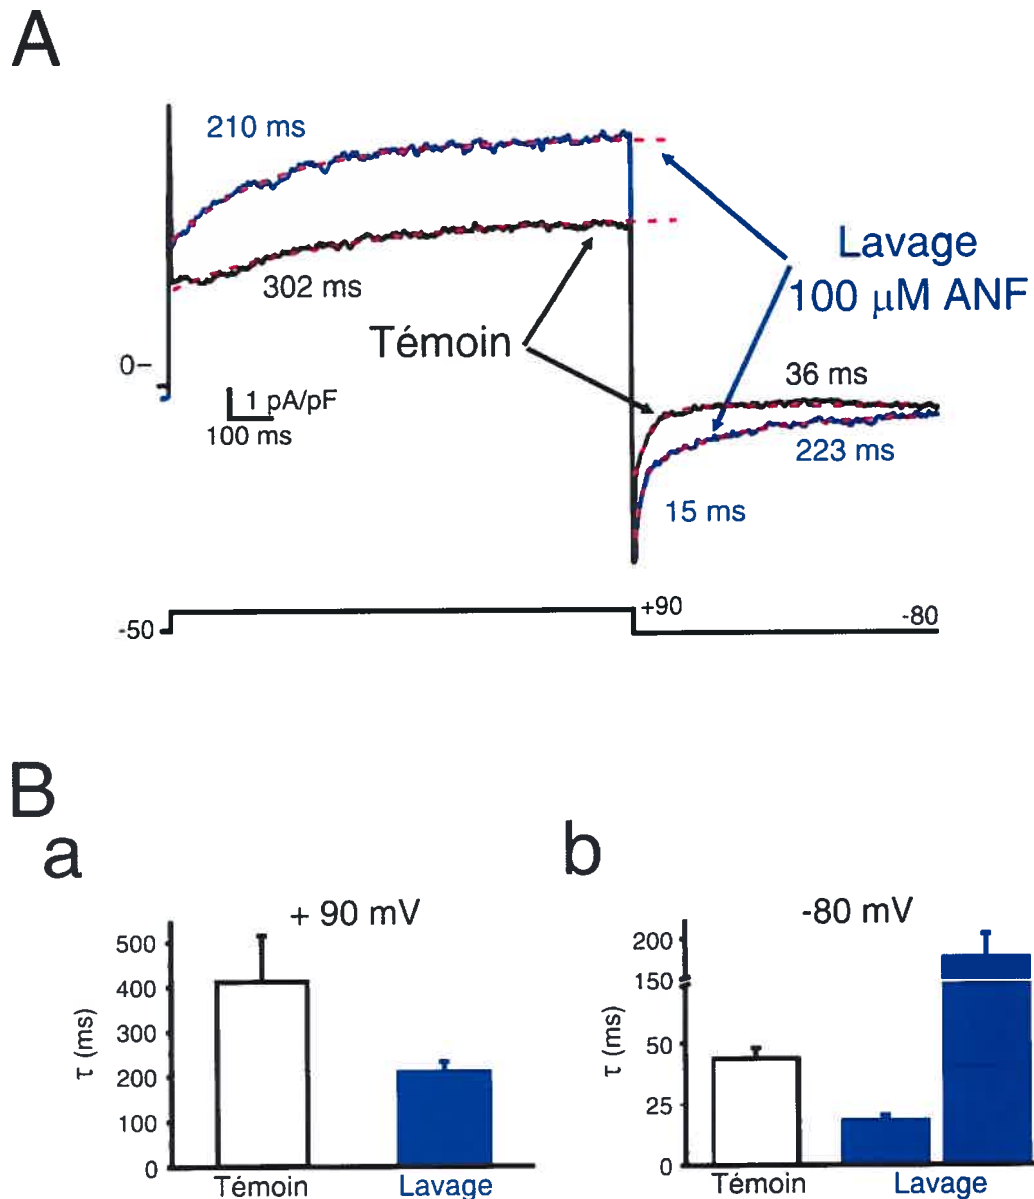 A
210 ms
302 ms
Lavage
100 μM ANF
Témoin
0
1 pA/pF
100 ms
36 ms
223 ms
15 ms
-50
+90
-80
B
a
+ 90 mV
500
400
300
200
100
0
τ (ms)
Témoin
Lavage
b
-80 mV
200
150
50
25
0
τ (ms)
Témoin
Lavage